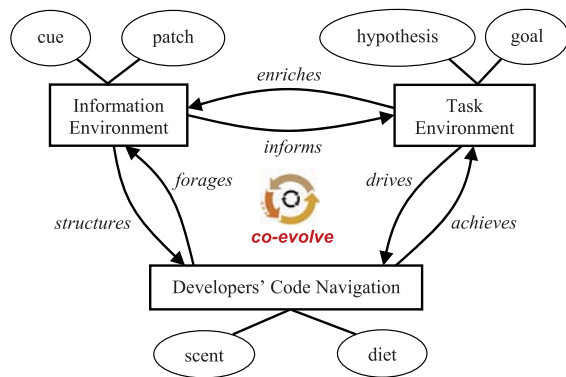 cue
patch
hypothesis
goal
enriches
Information
Environment
Task
Environment
informs
forages
drives
structures
achieves
co-evolve
Developers' Code Navigation
scent
diet